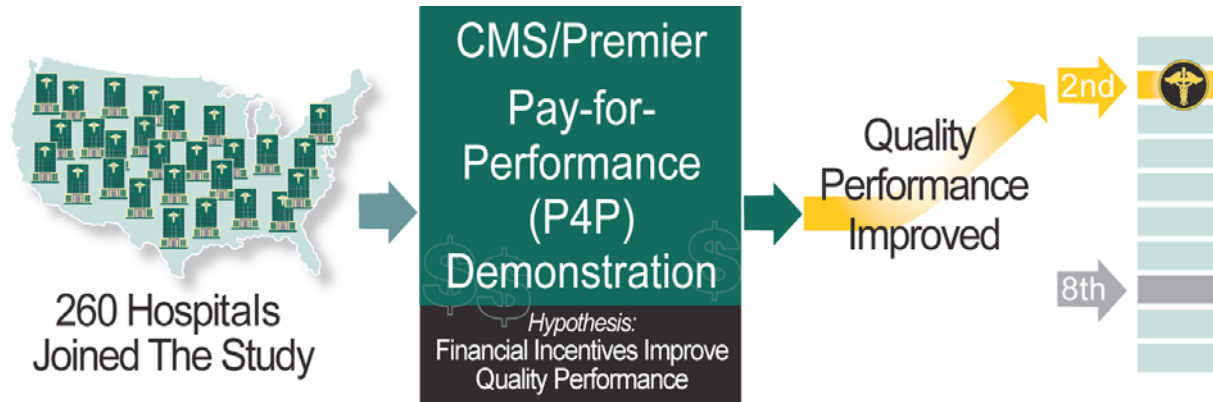 260 Hospitals
Joined The Study
CMS/Premier
Pay-for-
Performance
(P4P)
Demonstration
$
$
$
Hypothesis:
Financial Incentives Improve
Quality Performance
Quality
Performance
Improved
2nd
8th